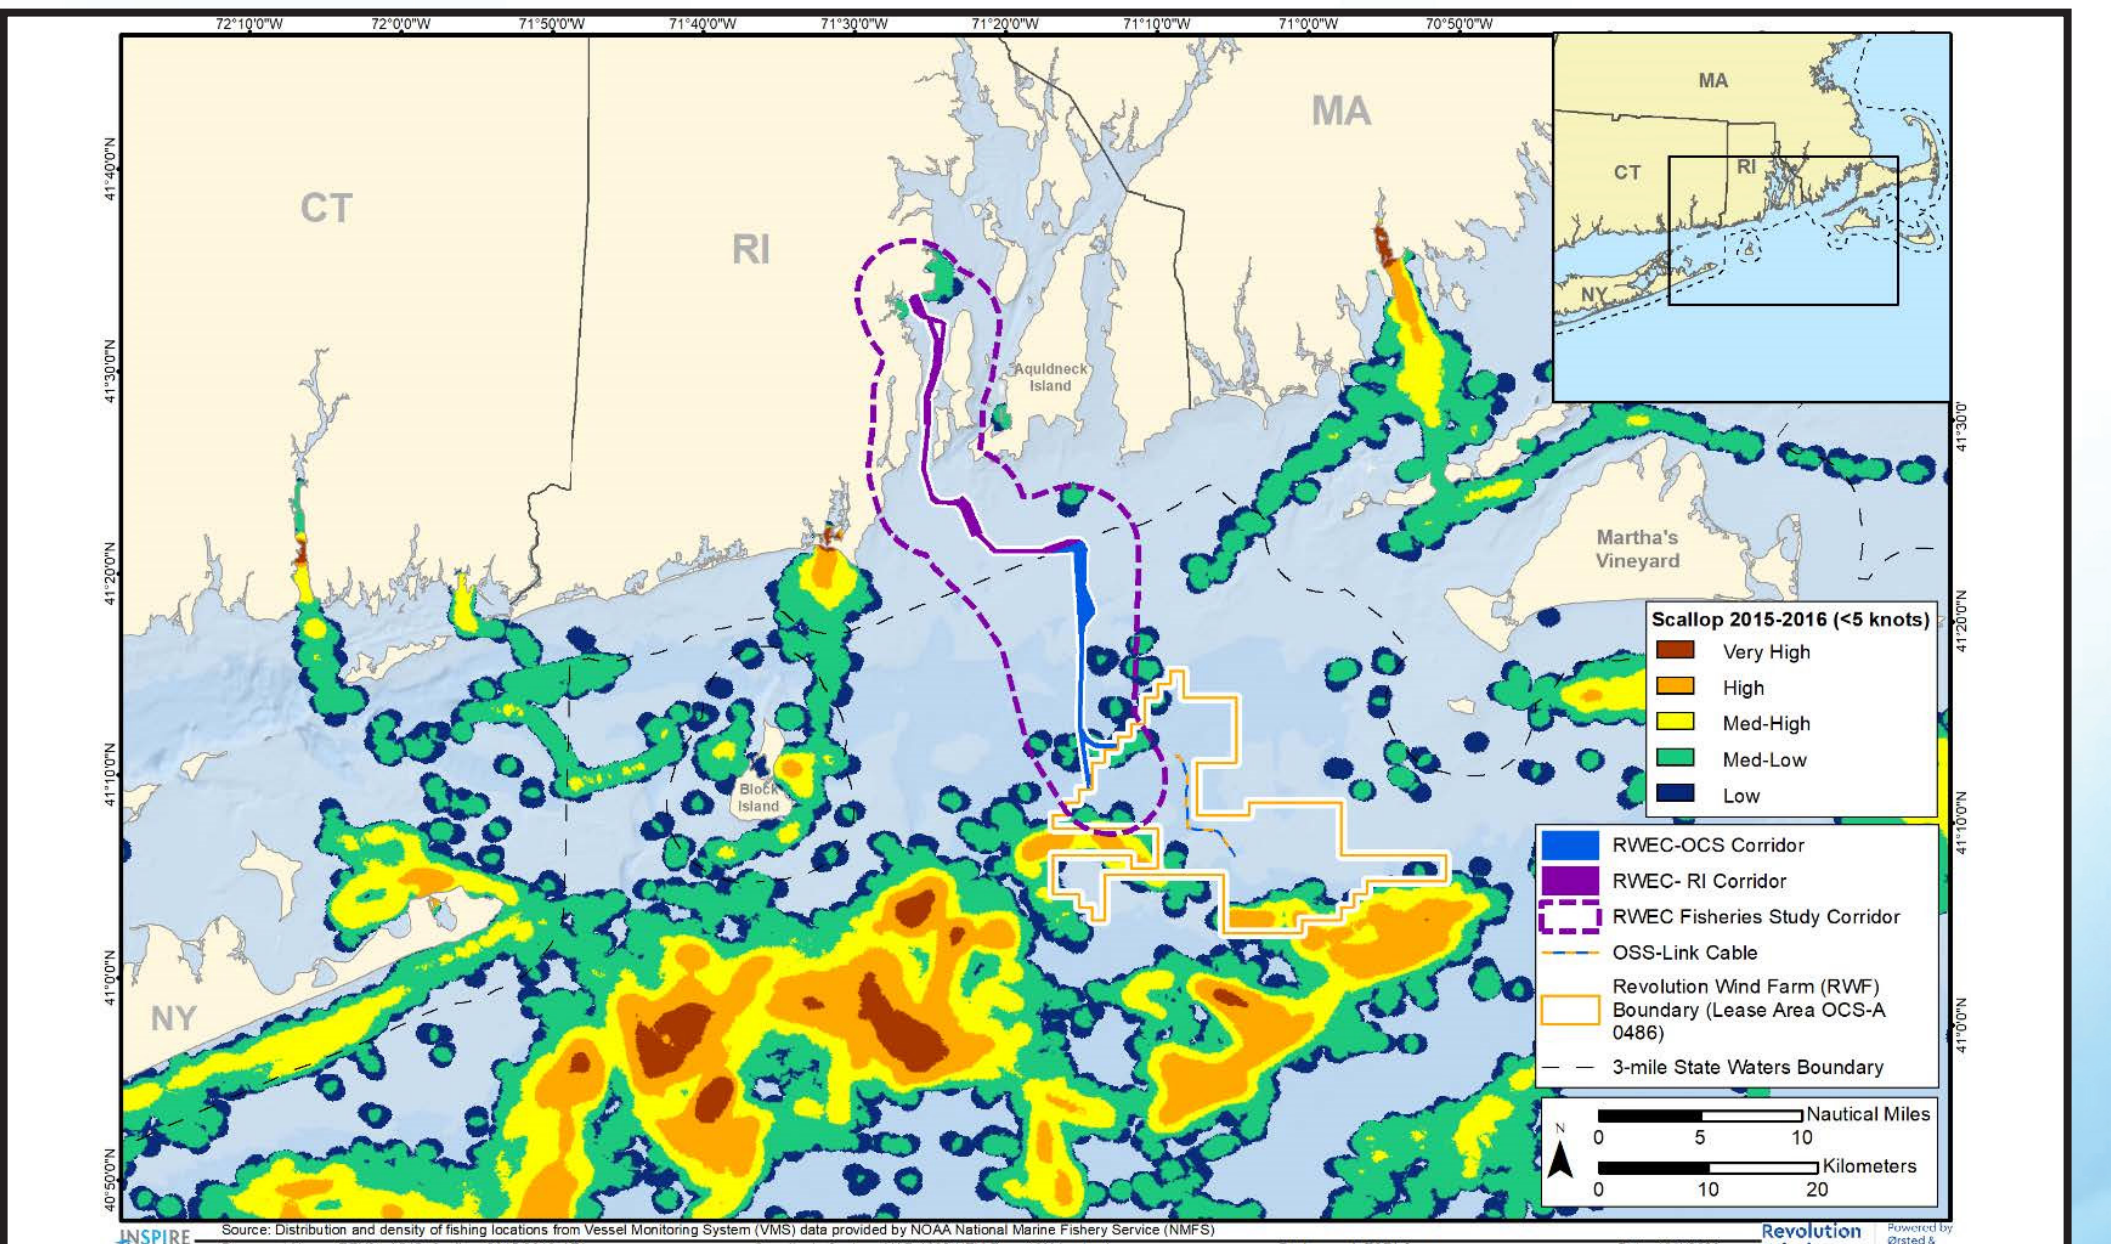 72°10'0"W 72°0'0"W 71°50'0"W 71°40'0"W 71°30'0"W 71°20'0"W 71°10'0"W 71°0'0"W 70°50'0"W
41°40'0"N
41°30'0"N
41°20'0"N
41°10'0"N
41°0'0"N
40°50'0"N
CT
RI
MA
NY
Aquidneck
Island
Block
Island
Martha's
Vineyard
MA
CT
RI
NY
41°30'0"
41°20'0"N
41°10'0"N
41°0'0"N
Scallop 2015-2016 (<5 knots)
Very High
High
Med-High
Med-Low
Low
RWEC-OCS Corridor
RWEC- RI Corridor
RWEC Fisheries Study Corridor
OSS-Link Cable
Revolution Wind Farm (RWF)
Boundary (Lease Area OCS-A
0486)
3-mile State Waters Boundary
N
Nautical Miles
0 5 10
Kilometers
0 10 20
INSPIRE
Source: Distribution and density of fishing locations from Vessel Monitoring System (VMS) data provided by NOAA National Marine Fishery Service (NMFS)
Revolution
Powered by
Ørsted &